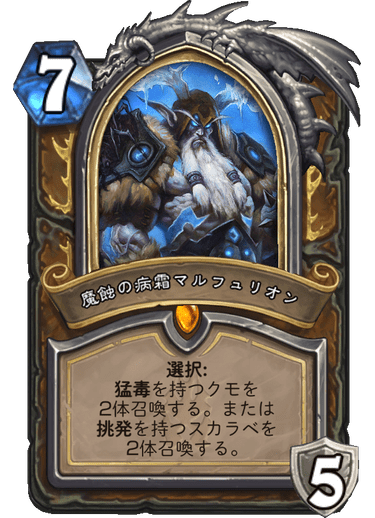 7
魔蝕の病霜マルフュリオン
選択:
猛毒を持つクモを
2体召喚する。または
挑発を持つスカラベを
2体召喚する。
5